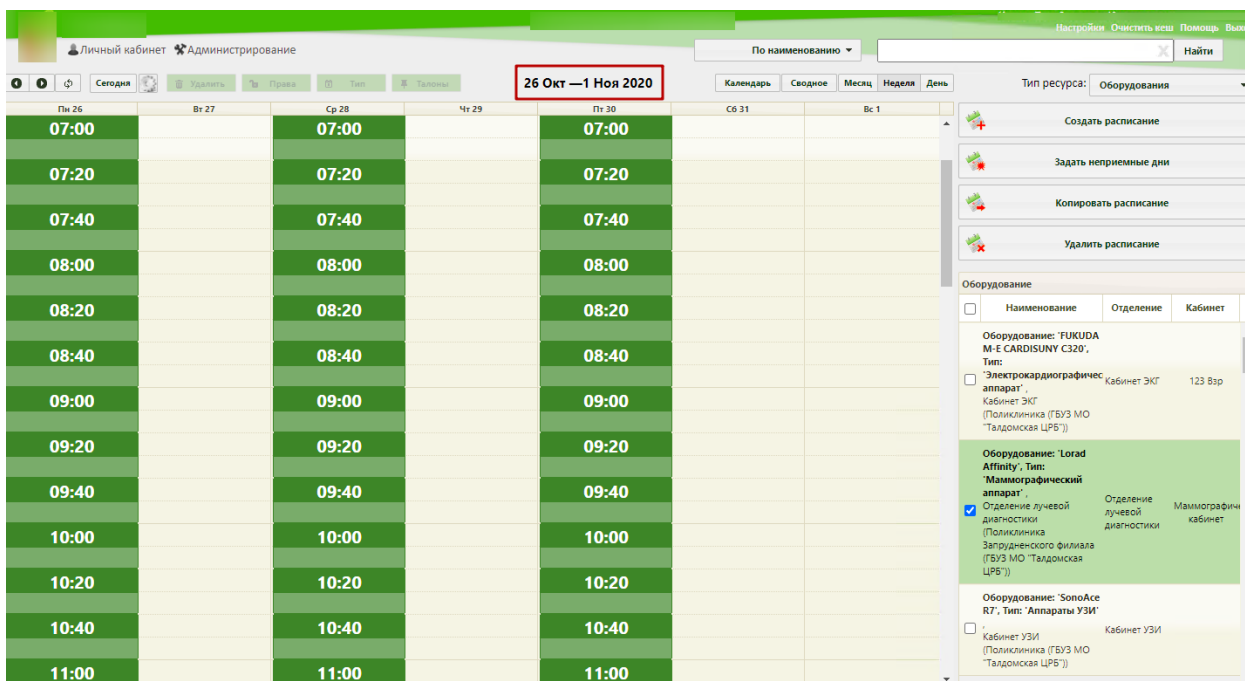 Настройки Очистить кеш Помощь
Личный кабинет Администрирование
По наименованию
Найти
Сегодня Удалить Права Тип Талоны
26 Окт —1 Ноя 2020
Календарь Сводное Месяц Неделя День
Тип ресурса: Оборудования
Пн 26 Вт 27 Ср 28 Чт 29 Пт 30 Сб 31 Вс 1
07:00 07:00 07:00
07:20 07:20 07:20
07:40 07:40 07:40
08:00 08:00 08:00
08:20 08:20 08:20
08:40 08:40 08:40
09:00 09:00 09:00
09:20 09:20 09:20
09:40 09:40 09:40
10:00 10:00 10:00
10:20 10:20 10:20
10:40 10:40 10:40
11:00 11:00 11:00
Создать расписание
Задать неприемные дни
Копировать расписание
Удалить расписание
Оборудование
Наименование Отделение Кабинет
Оборудование: 'FUKUDA
M-E CARDISUNY C320',
Тип:
'Электрокардиографичес
аппарат' ,
Кабинет ЭКГ
(Поликлиника (ГБУЗ МО
"Талдомская ЦРБ"))
Кабинет ЭКГ
123 Взр
Оборудование: 'Lorad
Affinity', Тип:
'Маммографический
аппарат' ,
Отделение лучевой
диагностики
(Поликлиника
Запрудненского филиала
(ГБУЗ МО "Талдомская
ЦРБ"))
Отделение
лучевой
диагностики
Маммографиче
кабинет
Оборудование: 'SonoAce
R7', Тип: 'Аппараты УЗИ'
,
Кабинет УЗИ
(Поликлиника (ГБУЗ МО
"Талдомская ЦРБ"))
Кабинет УЗИ